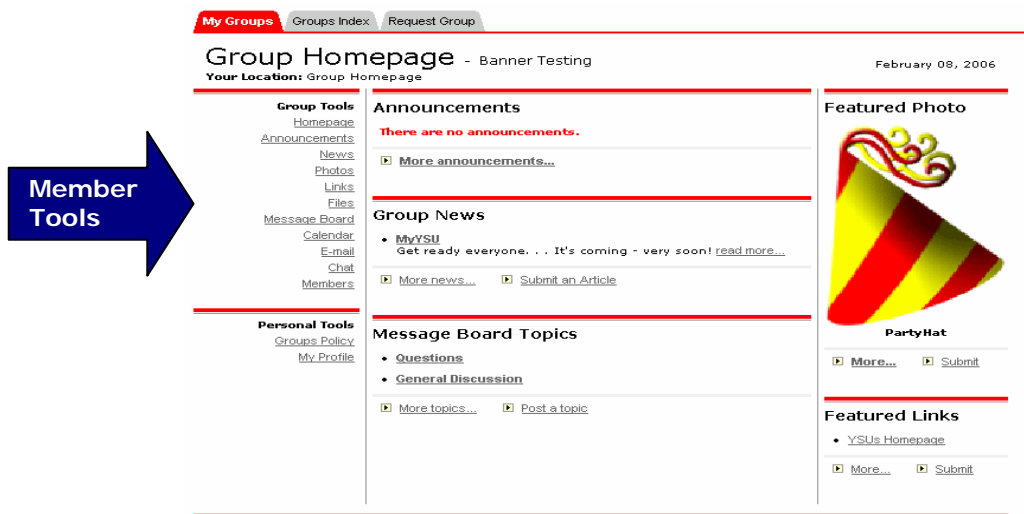 My Groups Groups Index Request Group
Group Homepage - Banner Testing
February 08, 2006
Your Location: Group Homepage
Member
Tools
Group Tools
Homepage
Announcements
News
Photos
Links
Files
Message Board
Calendar
E-mail
Chat
Members
Personal Tools
Groups Policy
My Profile
Announcements
There are no announcements.
More announcements...
Group News
• MyYSU
Get ready everyone. . . It's coming - very soon! read more...
More news... Submit an Article
Message Board Topics
• Questions
• General Discussion
More topics... Post a topic
Featured Photo
PartyHat
More... Submit
Featured Links
• YSUs Homepage
More... Submit